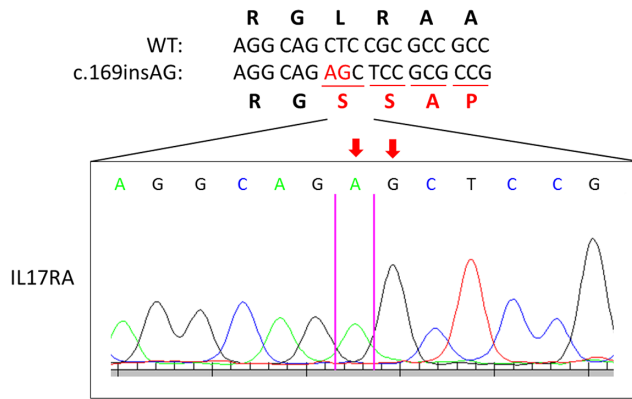 R G L R A A
WT: AGG CAG CTC CGC GCC GCC
c.169insAG: AGG CAG AGC TCC GCG CCG
R G S S A P
A G G C A G A G C T C C G
IL17RA